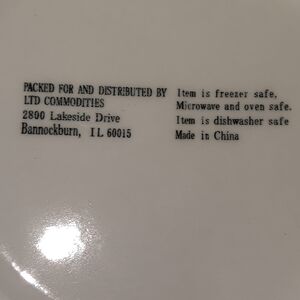 PACKED FOR AND DISTRIBUTED BY
LTD COMMODITIES
2800 Lakeside Drive
Bannockburn, IL 60015
Item is freezer safe,
Microwave and oven safe.
Item is dishwasher safe
Made in China